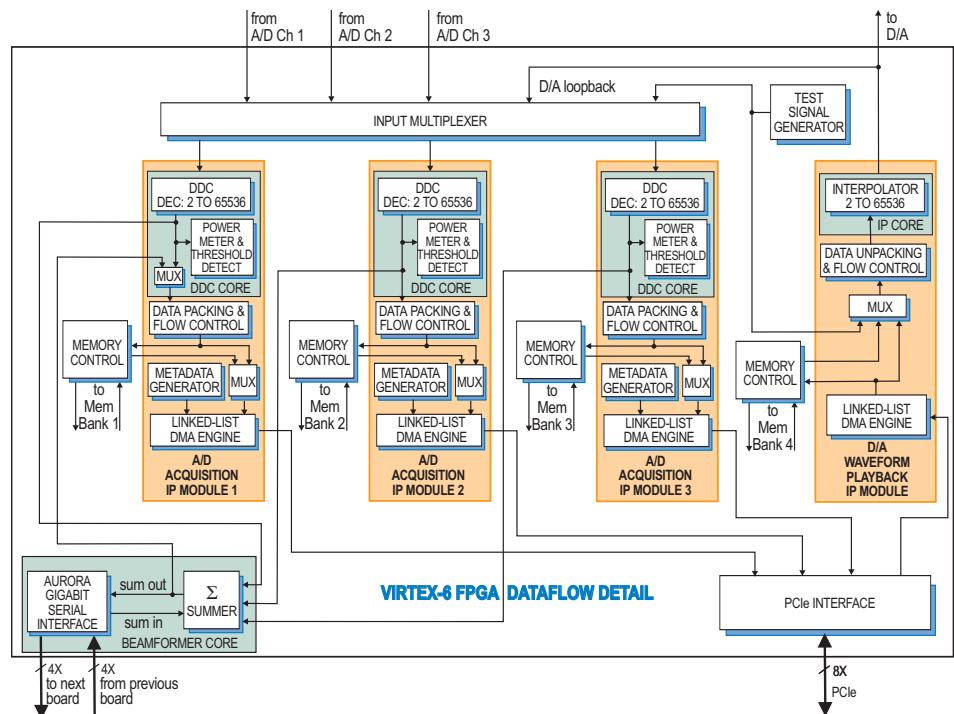 from
A/D Ch 1
from
A/D Ch 2
from
A/D Ch 3
to
D/A
D/A loopback
INPUT MULTIPLEXER
TEST
SIGNAL
GENERATOR
DDC
DEC: 2 TO 65536
POWER
METER &
THRESHOLD
DETECT
MUX
DDC CORE
DATA PACKING &
FLOW CONTROL
MEMORY
CONTROL
METADATA
GENERATOR
MUX
to
Mem
Bank 1
LINKED-LIST
DMA ENGINE
A/D
ACQUISITION
IP MODULE 1
DDC
DEC: 2 TO 65536
POWER
METER &
THRESHOLD
DETECT
DDC CORE
DATA PACKING &
FLOW CONTROL
MEMORY
CONTROL
METADATA
GENERATOR
MUX
to
Mem
Bank 2
LINKED-LIST
DMA ENGINE
A/D
ACQUISITION
IP MODULE 2
DDC
DEC: 2 TO 65536
POWER
METER &
THRESHOLD
DETECT
DDC CORE
DATA PACKING &
FLOW CONTROL
MEMORY
CONTROL
METADATA
GENERATOR
MUX
to
Mem
Bank 3
LINKED-LIST
DMA ENGINE
A/D
ACQUISITION
IP MODULE 3
INTERPOLATOR
2 TO 65536
IP CORE
DATA UNPACKING
& FLOW CONTROL
MUX
MEMORY
CONTROL
to
Mem
Bank 4
LINKED-LIST
DMA ENGINE
D/A
WAVEFORM
PLAYBACK
IP MODULE
AURORA
GIGABIT
SERIAL
INTERFACE
sum out
sum in
Σ
SUMMER
BEAMFORMER CORE
VIRTEX-6 FPGA DATAFLOW DETAIL
PCIe INTERFACE
4X
to next
board
4X
from previous
board
8X
PCIe